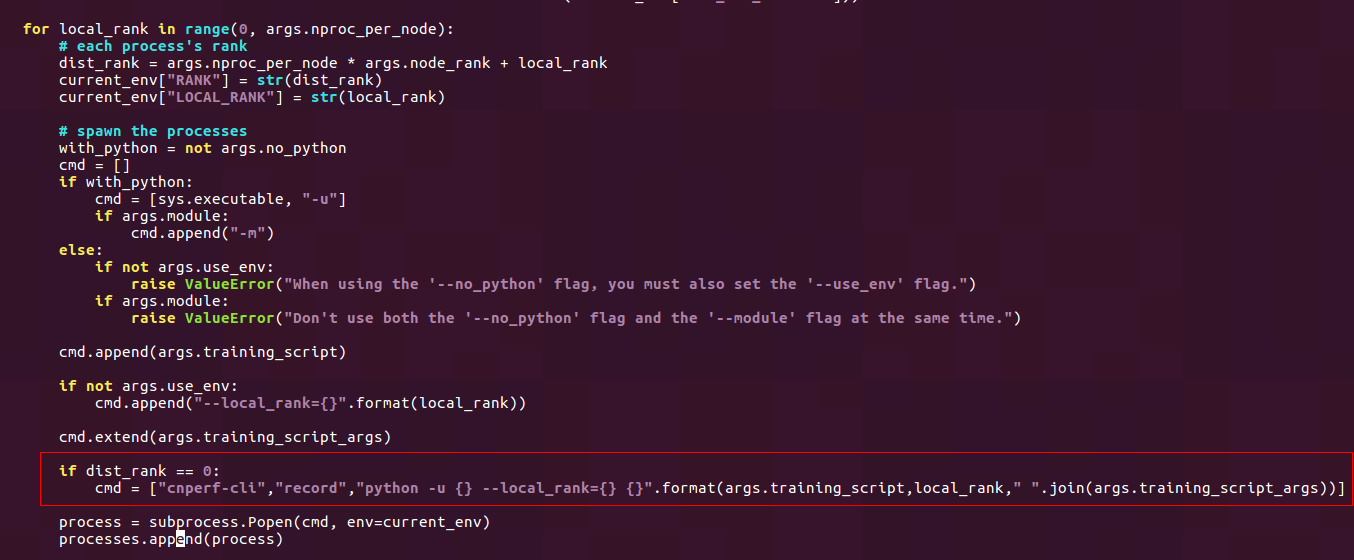 for local_rank in range(0, args.nproc_per_node):
    # each process's rank
    dist_rank = args.nproc_per_node * args.node_rank + local_rank
    current_env["RANK"] = str(dist_rank)
    current_env["LOCAL_RANK"] = str(local_rank)

    # spawn the processes
    with_python = not args.no_python
    cmd = []
    if with_python:
        cmd = [sys.executable, "-u"]
        if args.module:
            cmd.append("-m")
    else:
        if not args.use_env:
            raise ValueError("When using the '--no_python' flag, you must also set the '--use_env' flag.")
        if args.module:
            raise ValueError("Don't use both the '--no_python' flag and the '--module' flag at the same time.")

    cmd.append(args.training_script)

    if not args.use_env:
        cmd.append("--local_rank={}".format(local_rank))

    cmd.extend(args.training_script_args)

    if dist_rank == 0:
        cmd = ["cnperf-cli","record","python -u {} --local_rank={} {}".format(args.training_script,local_rank," ".join(args.training_script_args))]

    process = subprocess.Popen(cmd, env=current_env)
    processes.append(process)